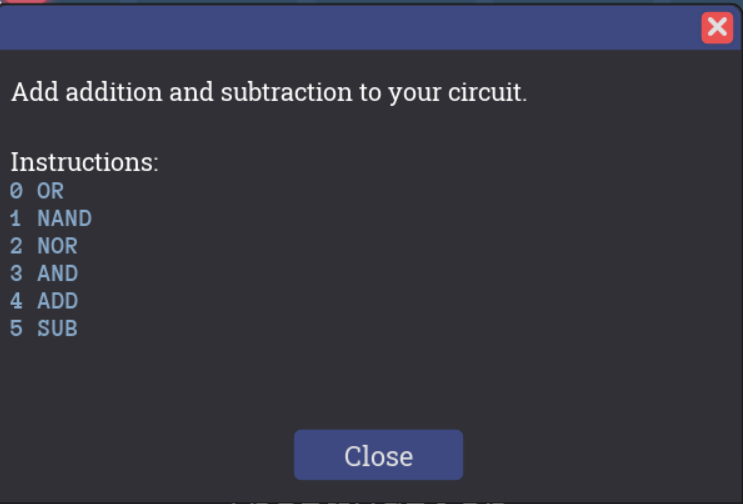 Add addition and subtraction to your circuit.
Instructions:
0 OR
1 NAND
2 NOR
3 AND
4 ADD
5 SUB
Close